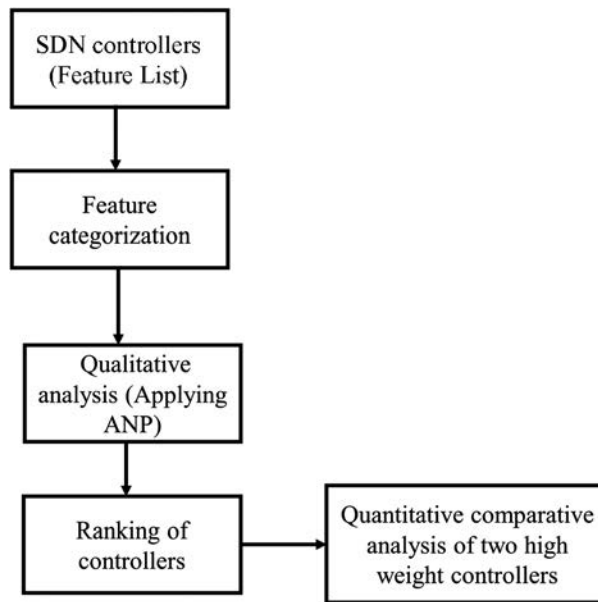 SDN controllers
(Feature List)
Feature
categorization
Qualitative
analysis (Applying
ANP)
Ranking of
controllers
Quantitative comparative
analysis of two high
weight controllers